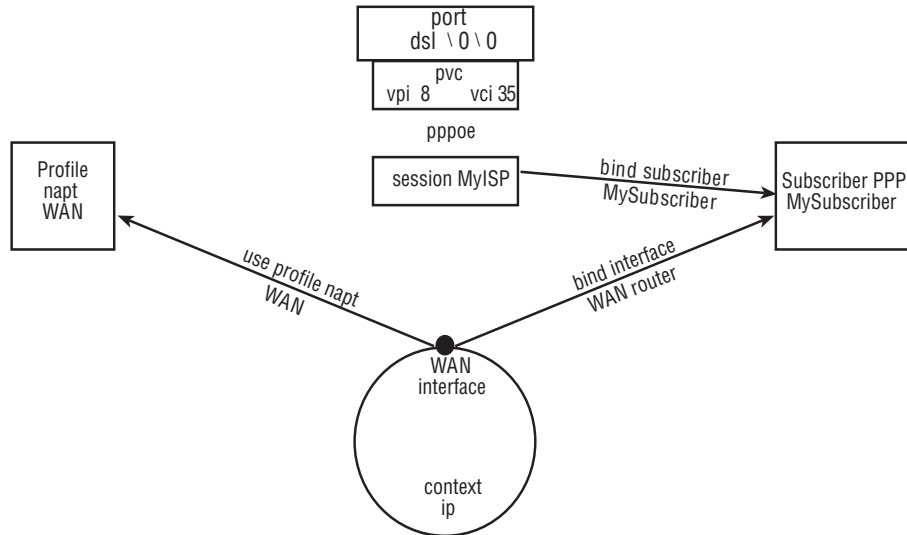 port
dsl \ 0 \ 0
pvc
vpi 8 vci 35
pppoe
session MyISP
bind subscriber
MySubscriber
Profile
napt
WAN
Subscriber PPP
MySubscriber
use profile napt
WAN
bind interface
WAN router
WAN
interface
context
ip